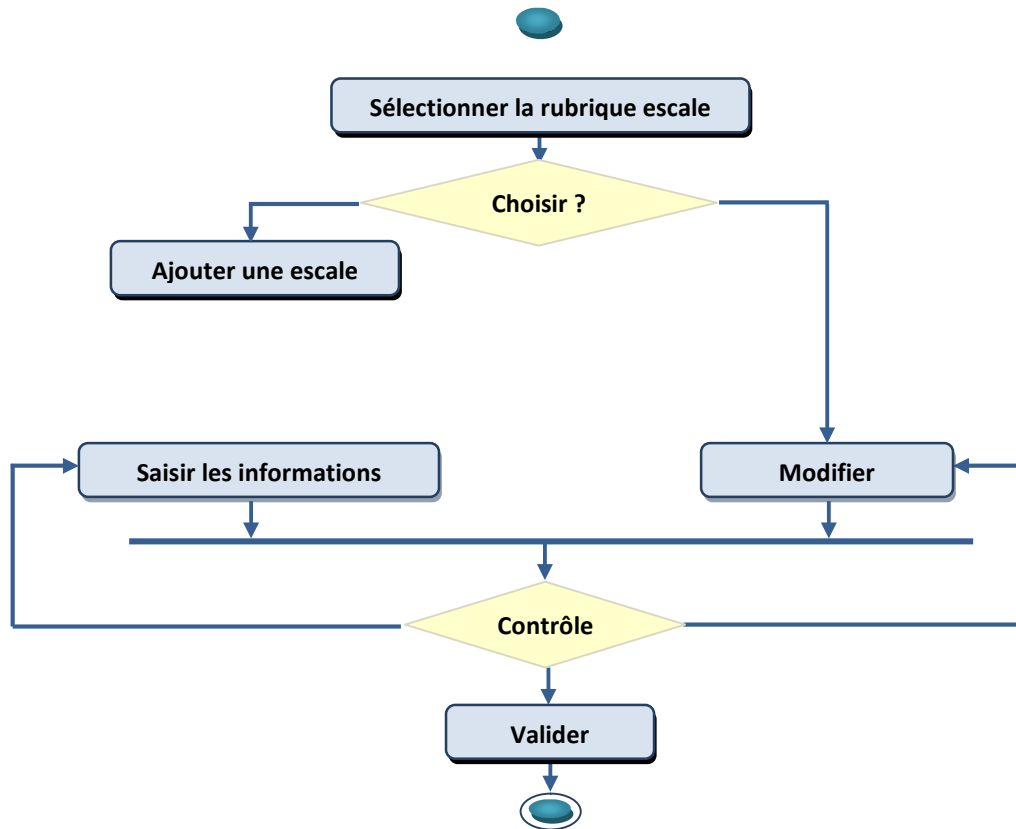 Sélectionner la rubrique escale
Choisir ?
Ajouter une escale
Saisir les informations
Modifier
Contrôle
Valider